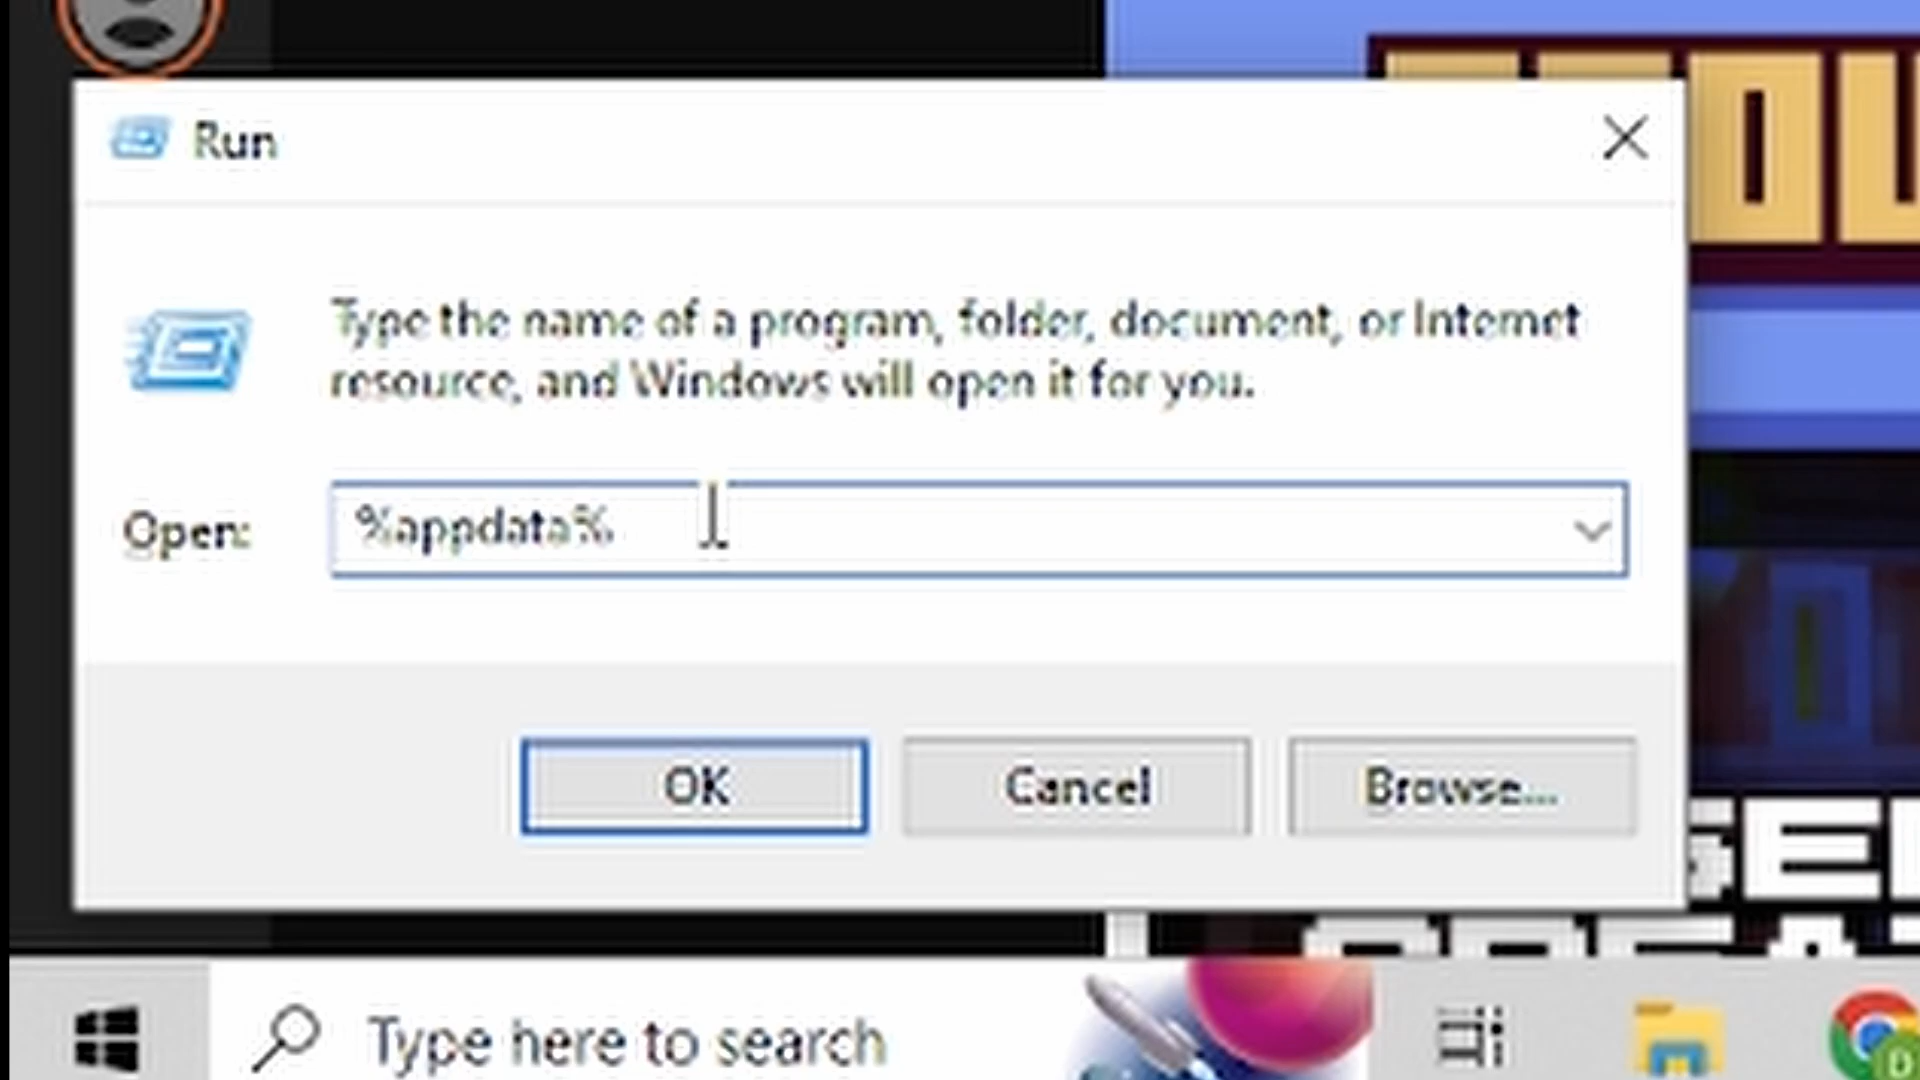 Run
Type the name of a program, folder, document, or Internet
resource, and Windows will open it for you.
Open:
%appdata%
OK
Cancel
Browse...
Type here to search
D